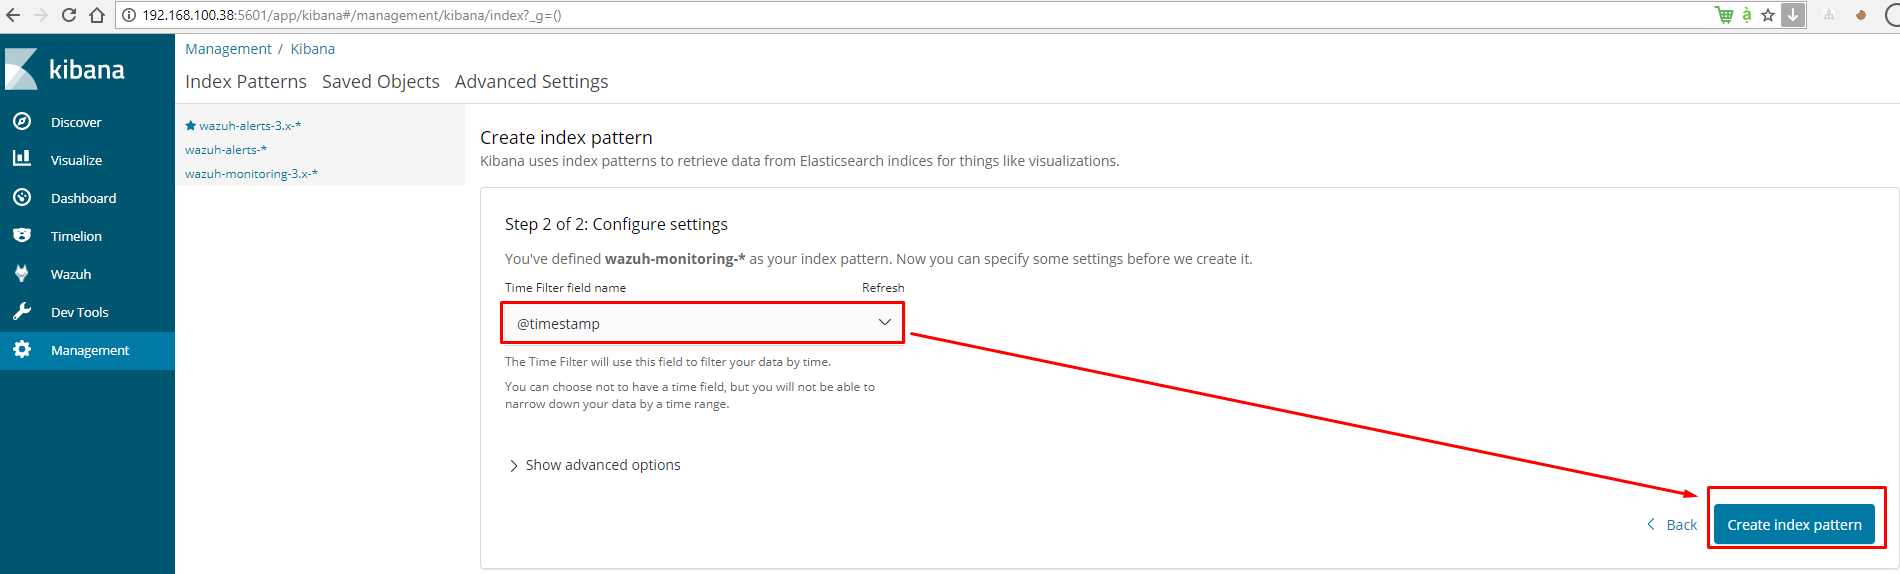 192.168.100.38:5601/app/kibana#/management/kibana/index?_g=()
kibana
Discover
Visualize
Dashboard
Timelion
Wazuh
Dev Tools
Management
Management / Kibana
Index Patterns Saved Objects Advanced Settings
wazuh-alerts-3.x-*
wazuh-alerts-*
wazuh-monitoring-3.x-*
Create index pattern
Kibana uses index patterns to retrieve data from Elasticsearch indices for things like visualizations.
Step 2 of 2: Configure settings
You've defined wazuh-monitoring-* as your index pattern. Now you can specify some settings before we create it.
Time Filter field name Refresh
@timestamp
The Time Filter will use this field to filter your data by time.
You can choose not to have a time field, but you will not be able to
narrow down your data by a time range.
Show advanced options
Back Create index pattern